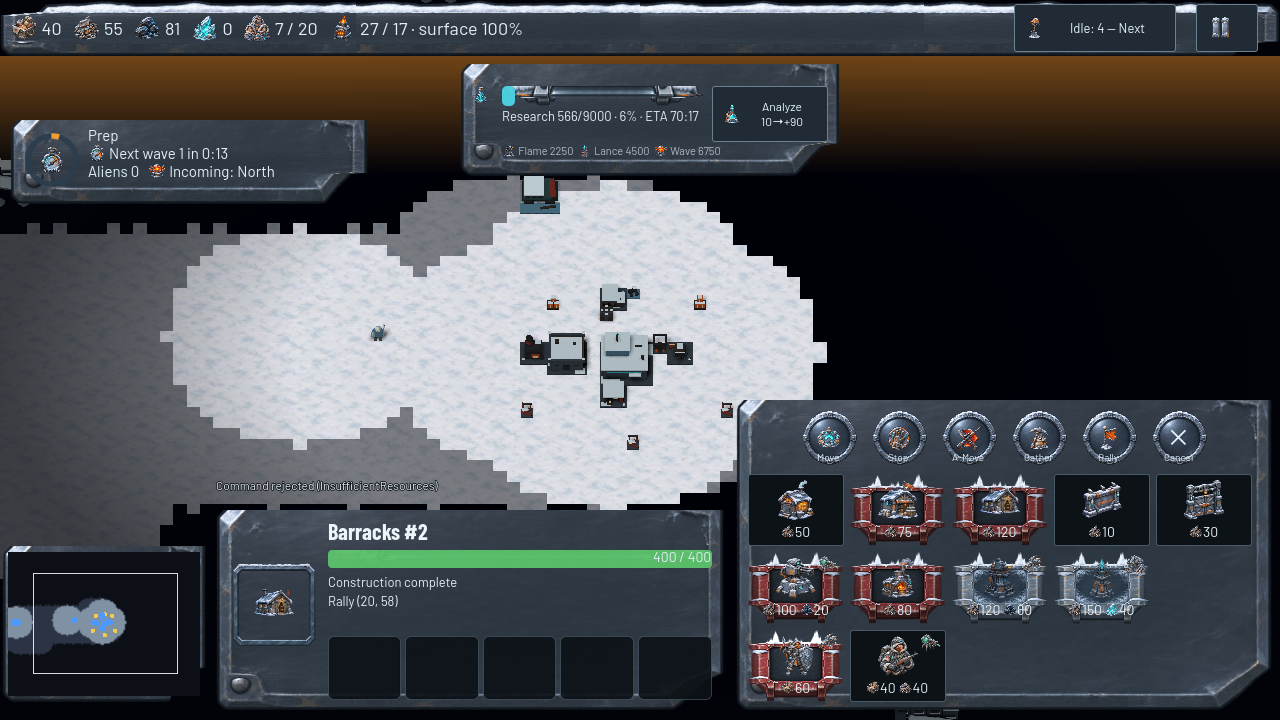 40 55 81 0 7 / 20 27 / 17 · surface 100%
Idle: 4 — Next
Research 566/9000 · 6% · ETA 70:17
Analyze
10→+90
Flame 2250 Lance 4500 Wave 6750
Prep
Next wave 1 in 0:13
Aliens 0 Incoming: North
Command rejected (InsufficientResources)
Barracks #2
400 / 400
Construction complete
Rally (20, 58)
Move Stop A-Move Gather Rally Cancel
50 75 120 10 30
100 20 80 120 80 150 40
60 40 40